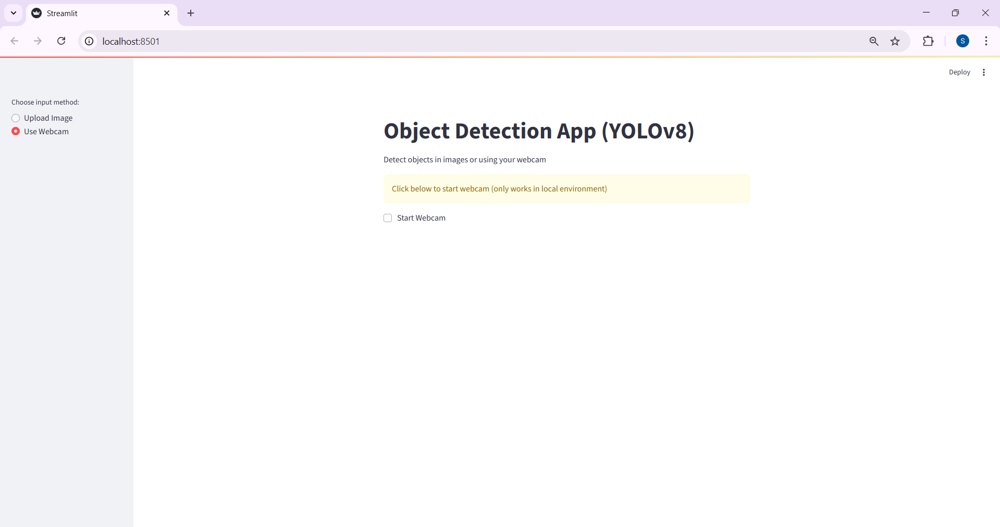 Streamlit
localhost:8501
S
Deploy
Choose input method:
Upload Image
Use Webcam
Object Detection App (YOLOv8)
Detect objects in images or using your webcam
Click below to start webcam (only works in local environment)
Start Webcam